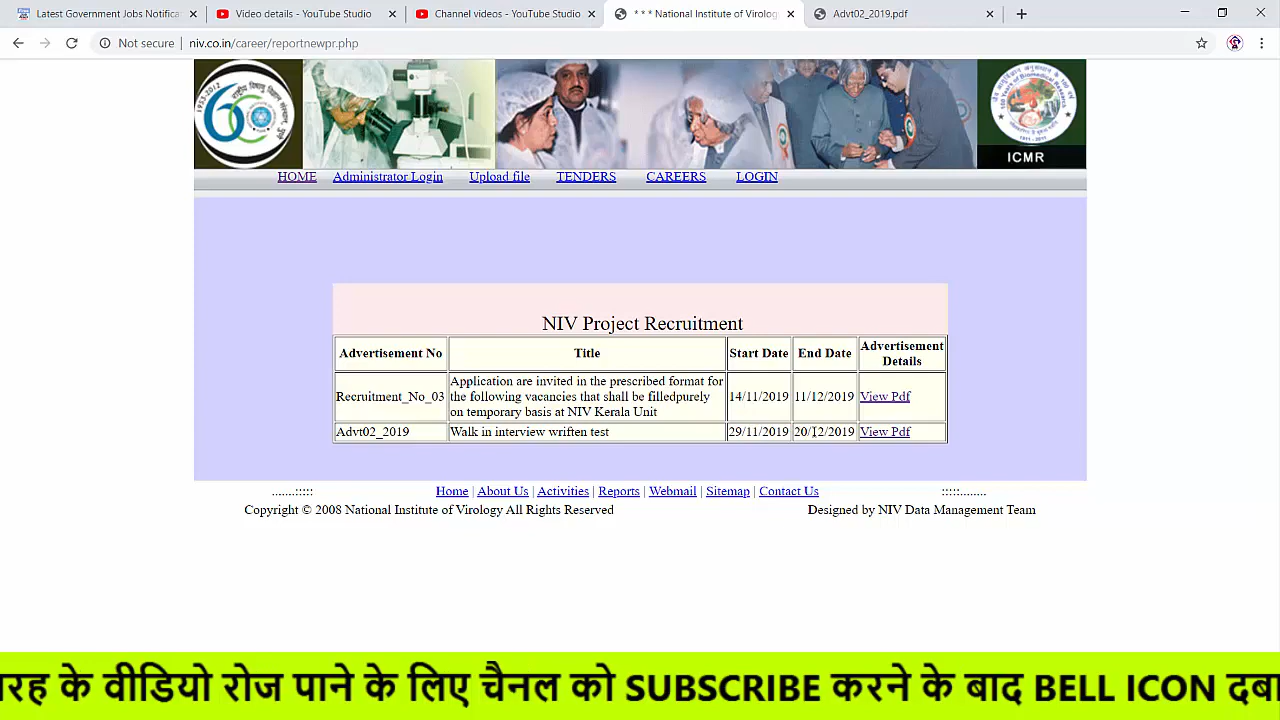 Latest Government Jobs Notifica
Video details - YouTube Studio
Channel videos - YouTube Studio
* * * National Institute of Virology
Advt02_2019.pdf
Not secure | niv.co.in/career/reportnewpr.php
1953-2012
ICMR
HOME Administrator Login Upload file TENDERS CAREERS LOGIN
NIV Project Recruitment
Advertisement No Title Start Date End Date Advertisement Details
Recruitment_No_03 Application are invited in the prescribed format for the following vacancies that shall be filledpurely on temporary basis at NIV Kerala Unit 14/11/2019 11/12/2019 View Pdf
Advt02_2019 Walk in interview wriften test 29/11/2019 20/12/2019 View Pdf
.......::::: Home | About Us | Activities | Reports | Webmail | Sitemap | Contact Us :::::........
Copyright © 2008 National Institute of Virology All Rights Reserved Designed by NIV Data Management Team
रह के वीडियो रोज पाने के लिए चैनल को SUBSCRIBE करने के बाद BELL ICON दबा